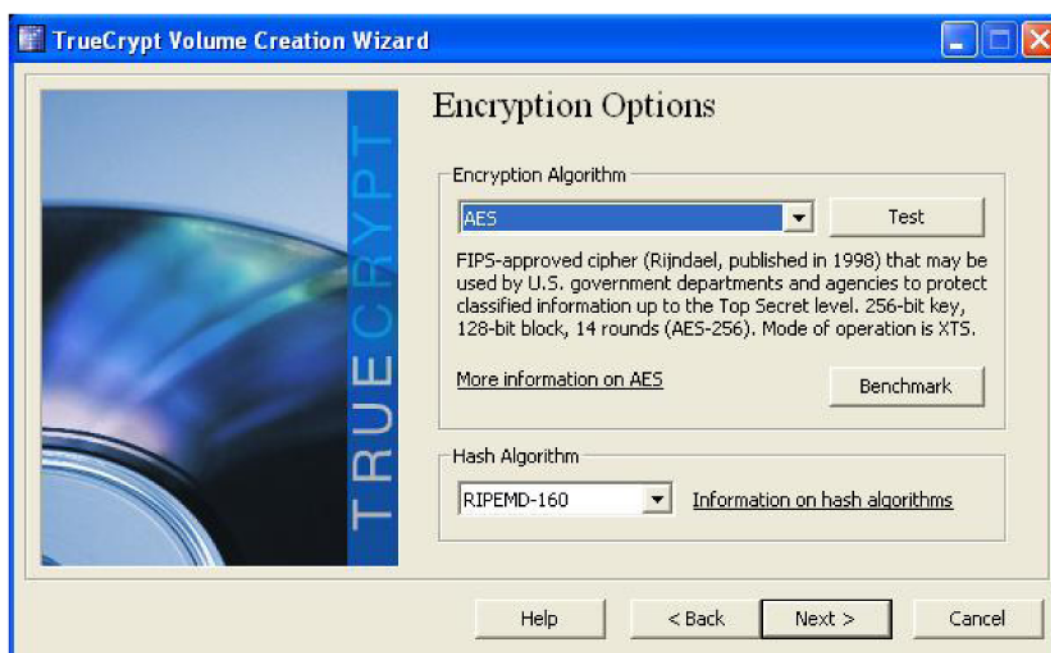 TrueCrypt Volume Creation Wizard
TRUECRYPT
Encryption Options
Encryption Algorithm
AES
Test
FIPS-approved cipher (Rijndael, published in 1998) that may be
used by U.S. government departments and agencies to protect
classified information up to the Top Secret level. 256-bit key,
128-bit block, 14 rounds (AES-256). Mode of operation is XTS.
More information on AES
Benchmark
Hash Algorithm
RIPEMD-160
Information on hash algorithms
Help
< Back
Next >
Cancel